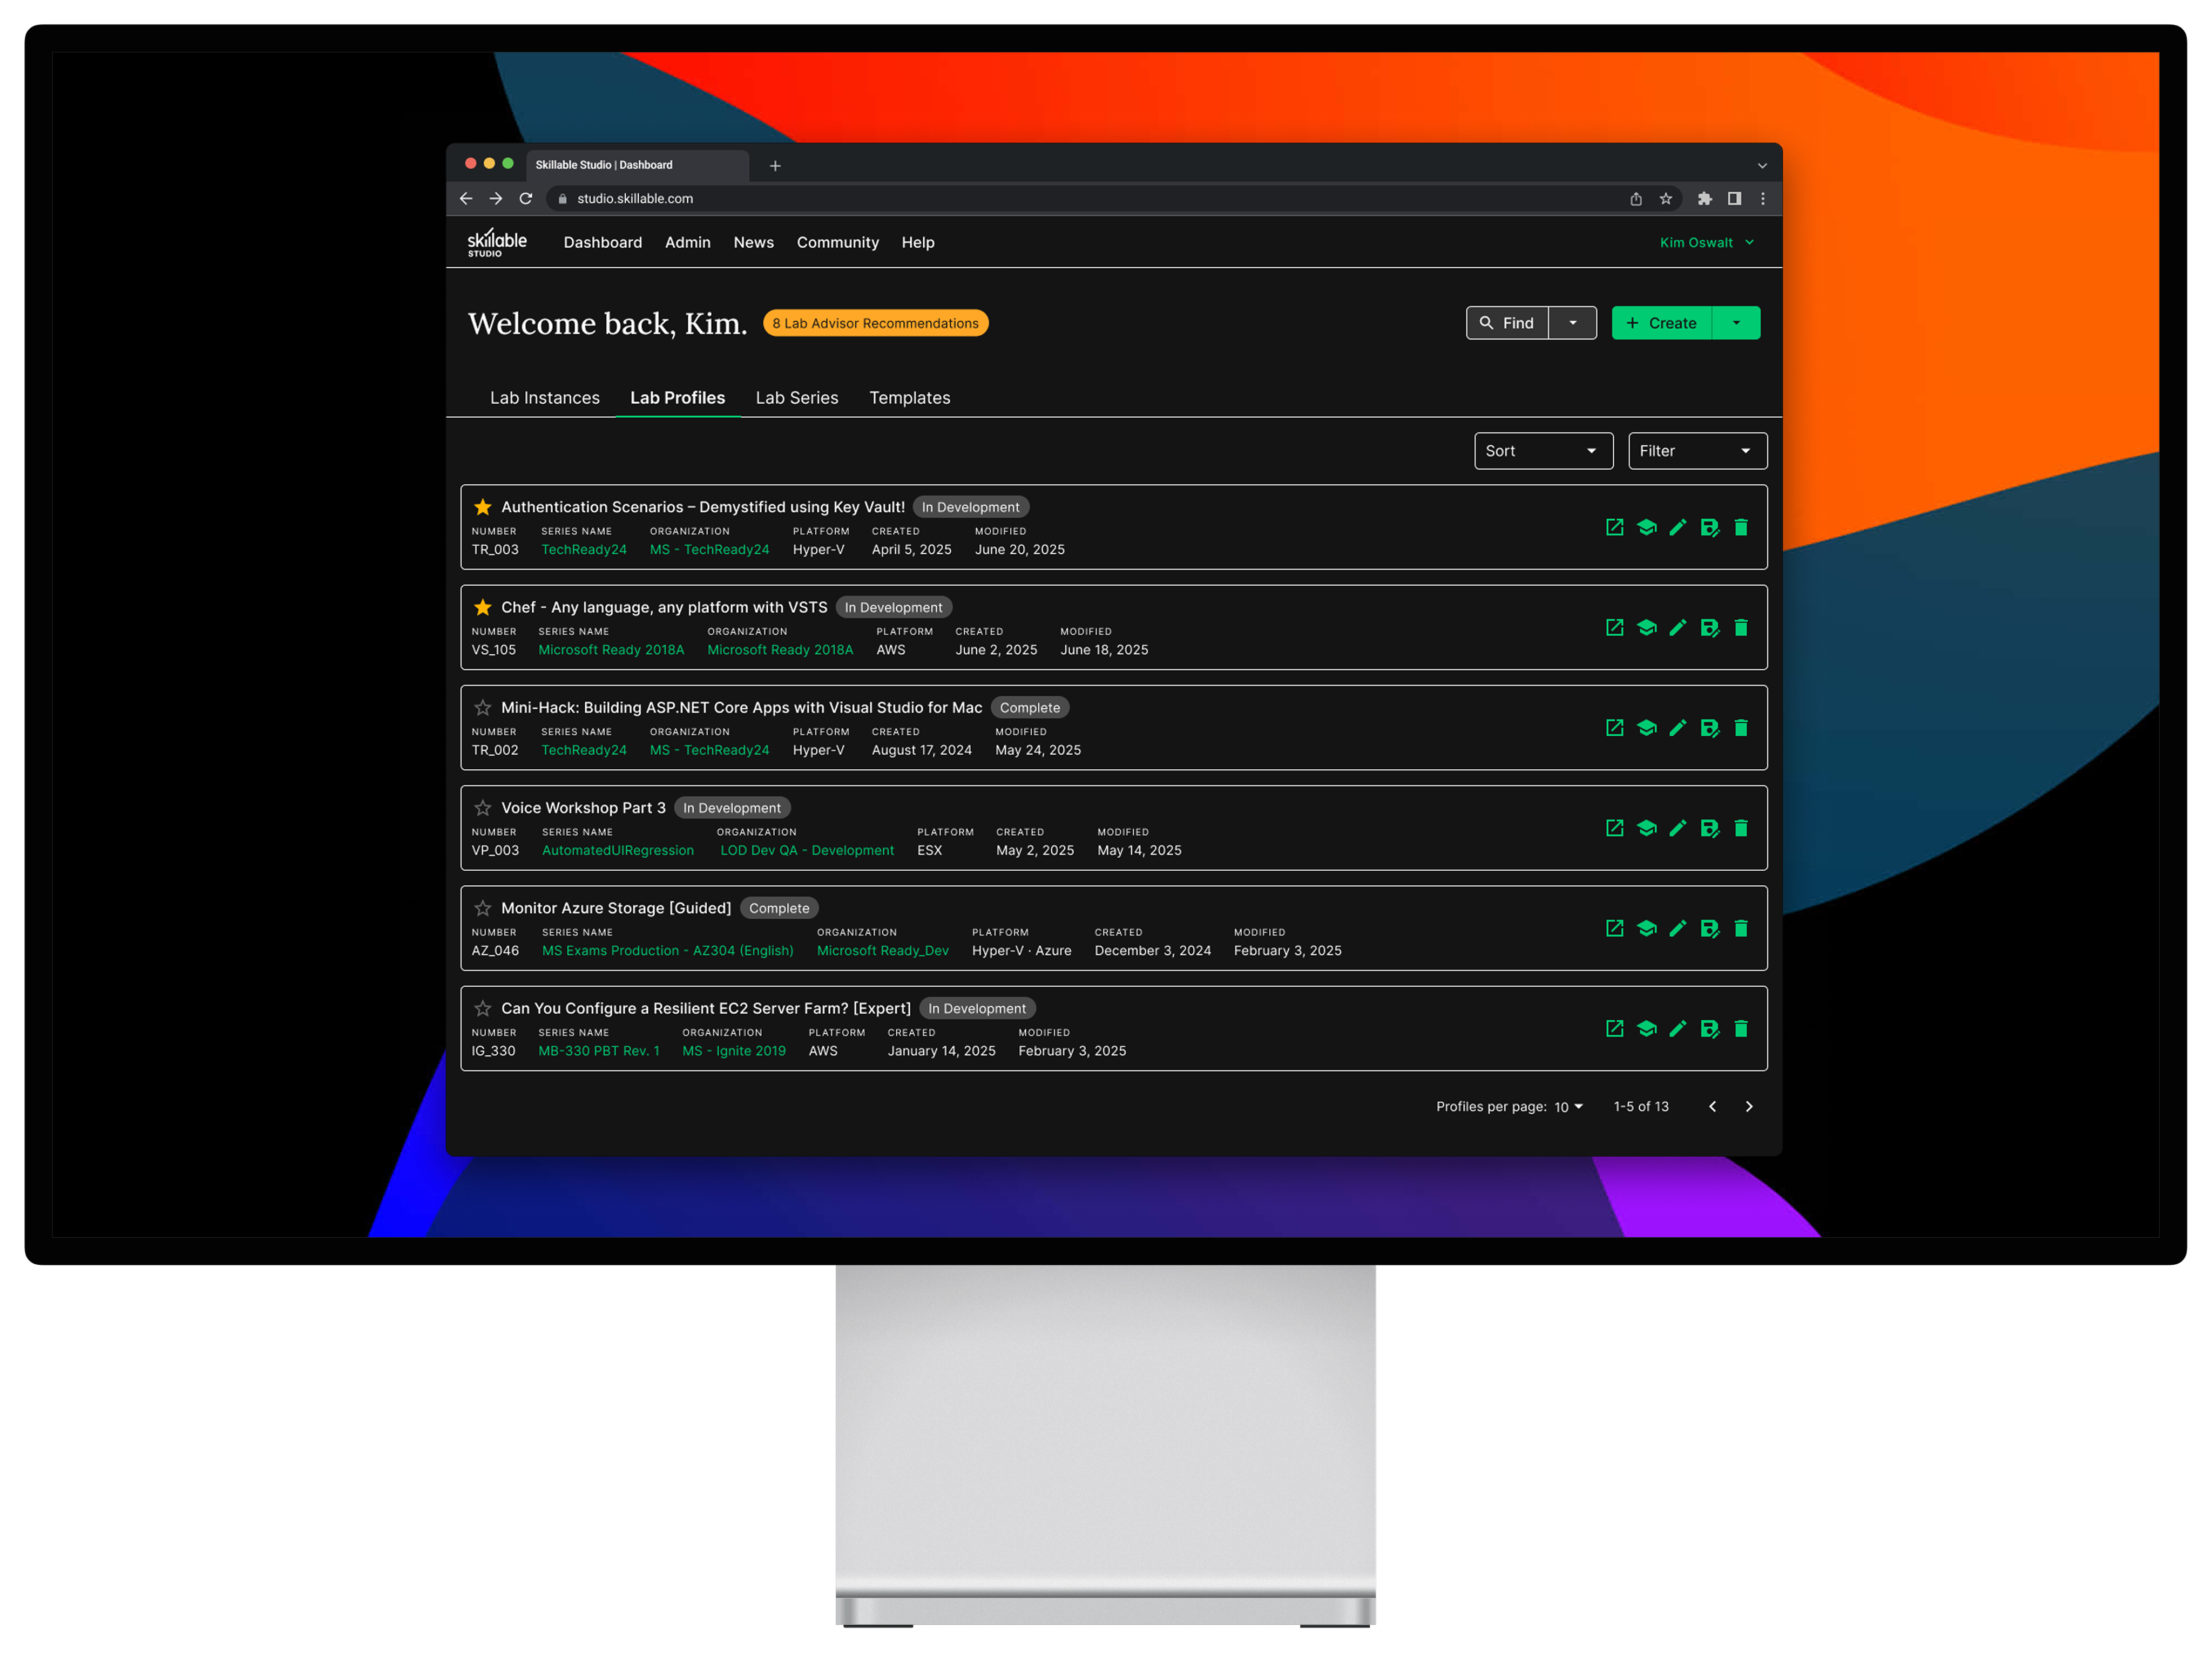 Skillable Studio | Dashboard
studio.skillable.com
skillable STUDIO Dashboard Admin News Community Help Kim Oswalt
Welcome back, Kim. 8 Lab Advisor Recommendations Find Create
Lab Instances Lab Profiles Lab Series Templates
Sort Filter
Authentication Scenarios – Demystified using Key Vault! In Development
NUMBER SERIES NAME ORGANIZATION PLATFORM CREATED MODIFIED
TR_003 TechReady24 MS - TechReady24 Hyper-V April 5, 2025 June 20, 2025
Chef - Any language, any platform with VSTS In Development
NUMBER SERIES NAME ORGANIZATION PLATFORM CREATED MODIFIED
VS_105 Microsoft Ready 2018A Microsoft Ready 2018A AWS June 2, 2025 June 18, 2025
Mini-Hack: Building ASP.NET Core Apps with Visual Studio for Mac Complete
NUMBER SERIES NAME ORGANIZATION PLATFORM CREATED MODIFIED
TR_002 TechReady24 MS - TechReady24 Hyper-V August 17, 2024 May 24, 2025
Voice Workshop Part 3 In Development
NUMBER SERIES NAME ORGANIZATION PLATFORM CREATED MODIFIED
VP_003 AutomatedUIRegression LOD Dev QA - Development ESX May 2, 2025 May 14, 2025
Monitor Azure Storage [Guided] Complete
NUMBER SERIES NAME ORGANIZATION PLATFORM CREATED MODIFIED
AZ_046 MS Exams Production - AZ304 (English) Microsoft Ready_Dev Hyper-V · Azure December 3, 2024 February 3, 2025
Can You Configure a Resilient EC2 Server Farm? [Expert] In Development
NUMBER SERIES NAME ORGANIZATION PLATFORM CREATED MODIFIED
IG_330 MB-330 PBT Rev. 1 MS - Ignite 2019 AWS January 14, 2025 February 3, 2025
Profiles per page: 10 1-5 of 13